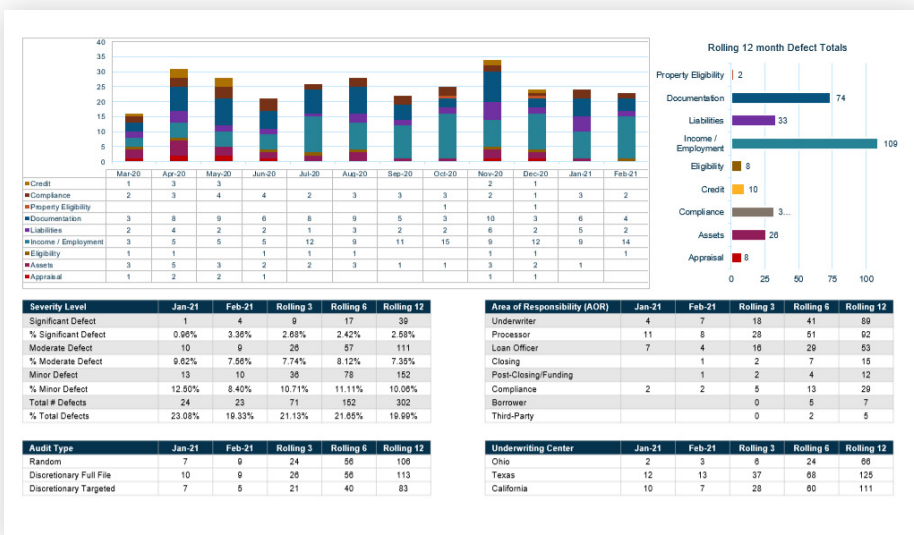 Rolling 12 month Defect Totals
40
35
30
25
20
15
10
5
0
Mar-20 Apr-20 May-20 Jun-20 Jul-20 Aug-20 Sep-20 Oct-20 Nov-20 Dec-20 Jan-21 Feb-21
Credit 1 3 3 2 1
Compliance 2 3 4 4 2 3 3 3 2 1 3 2
Property Eligibility 1 1
Documentation 3 8 9 6 8 9 5 3 10 3 6 4
Liabilities 2 4 2 2 1 3 2 2 6 2 5 2
Income / Employment 3 5 5 5 12 9 11 15 9 12 9 14
Eligibility 1 1 1 1 1 1 1 1
Assets 3 5 3 2 2 3 1 1 3 2 1
Appraisal 1 2 2 1 1 1
Property Eligibility 2
Documentation 74
Liabilities 33
Income / Employment 109
Eligibility 8
Credit 10
Compliance 3...
Assets 26
Appraisal 8
0 25 50 75 100
Severity Level Jan-21 Feb-21 Rolling 3 Rolling 6 Rolling 12
Significant Defect 1 4 9 17 39
% Significant Defect 0.96% 3.36% 2.68% 2.42% 2.58%
Moderate Defect 10 9 26 57 111
% Moderate Defect 9.62% 7.56% 7.74% 8.12% 7.35%
Minor Defect 13 10 36 78 152
% Minor Defect 12.50% 8.40% 10.71% 11.11% 10.06%
Total # Defects 24 23 71 152 302
% Total Defects 23.08% 19.33% 21.13% 21.65% 19.99%
Area of Responsibility (AOR) Jan-21 Feb-21 Rolling 3 Rolling 6 Rolling 12
Underwriter 4 7 18 41 89
Processor 11 8 28 51 92
Loan Officer 7 4 16 29 53
Closing 1 2 7 15
Post-Closing/Funding 1 2 4 12
Compliance 2 2 5 13 29
Borrower 0 5 7
Third-Party 0 2 5
Audit Type Jan-21 Feb-21 Rolling 3 Rolling 6 Rolling 12
Random 7 9 24 56 106
Discretionary Full File 10 9 26 56 113
Discretionary Targeted 7 5 21 40 83
Underwriting Center Jan-21 Feb-21 Rolling 3 Rolling 6 Rolling 12
Ohio 2 3 6 24 66
Texas 12 13 37 68 125
California 10 7 28 60 111